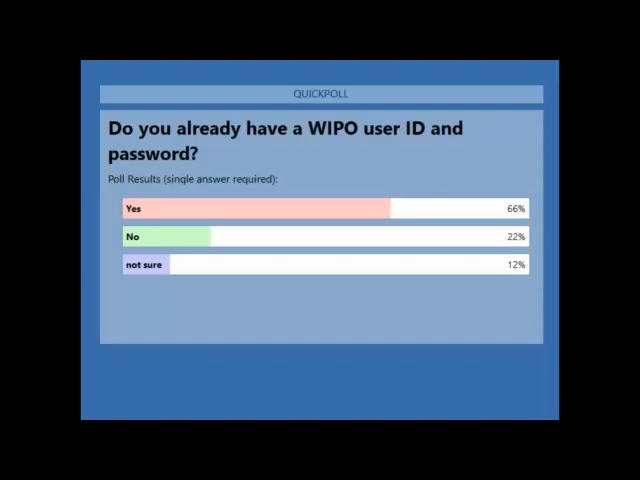 QUICKPOLL
Do you already have a WIPO user ID and
password?
Poll Results (single answer required):
Yes 66%
No 22%
not sure 12%